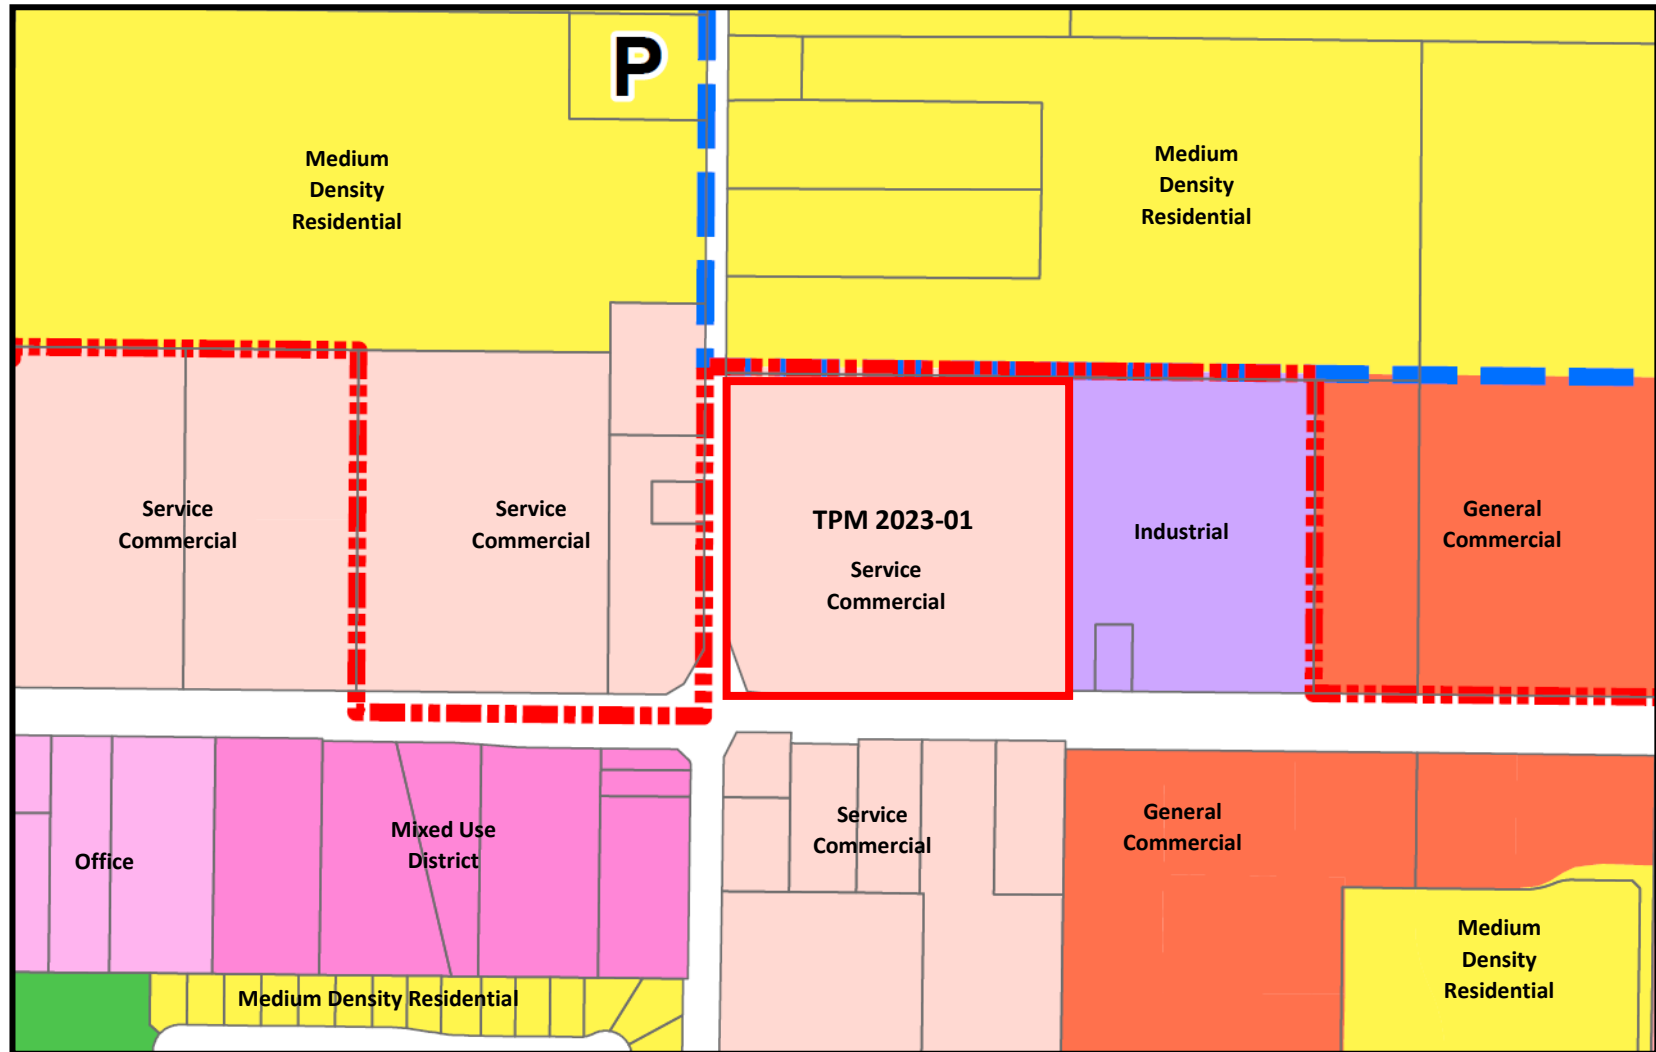 P
Medium
Density
Residential
Medium
Density
Residential
Service
Commercial
Service
Commercial
TPM 2023-01
Service
Commercial
Industrial
General
Commercial
Office
Mixed Use
District
Service
Commercial
General
Commercial
Medium
Density
Residential
Medium Density Residential